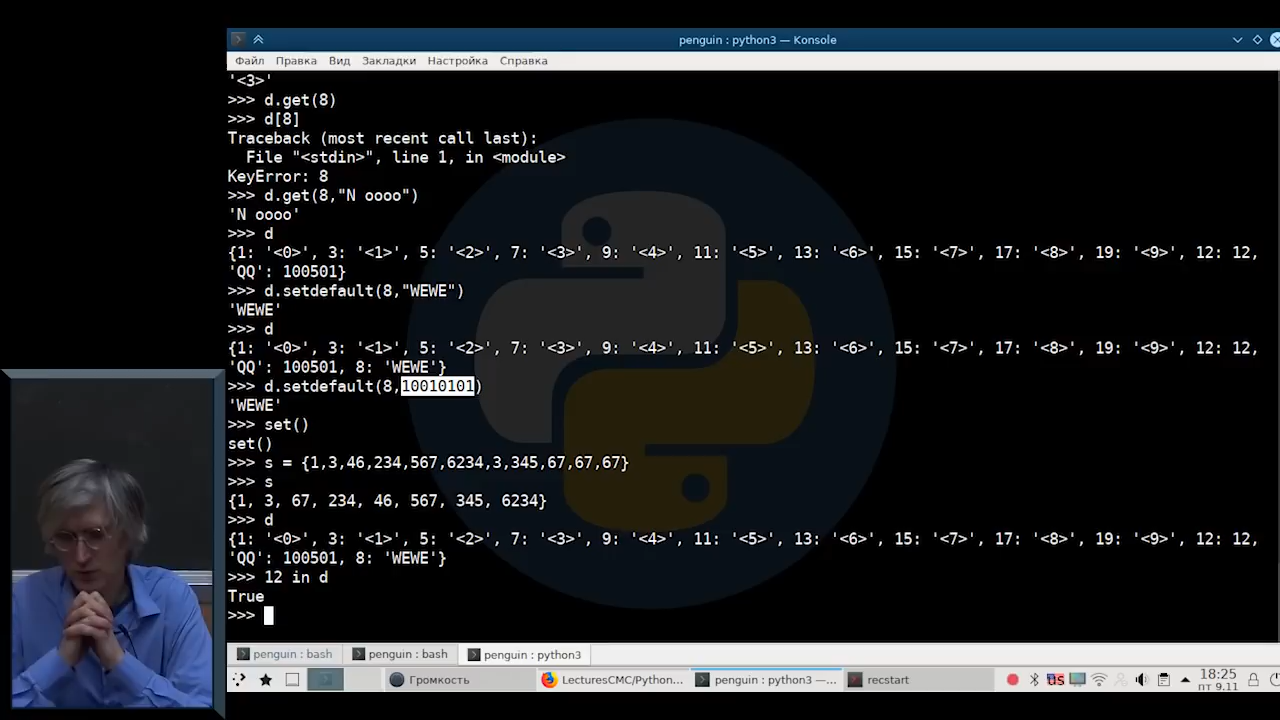 penguin : python3 — Konsole
Файл Правка Вид Закладки Настройка Справка
'<3>'
>>> d.get(8)
>>> d[8]
Traceback (most recent call last):
  File "<stdin>", line 1, in <module>
KeyError: 8
>>> d.get(8,"N oooo")
'N oooo'
>>> d
{1: '<0>', 3: '<1>', 5: '<2>', 7: '<3>', 9: '<4>', 11: '<5>', 13: '<6>', 15: '<7>', 17: '<8>', 19: '<9>', 12: 12,
'QQ': 100501}
>>> d.setdefault(8,"WEWE")
'WEWE'
>>> d
{1: '<0>', 3: '<1>', 5: '<2>', 7: '<3>', 9: '<4>', 11: '<5>', 13: '<6>', 15: '<7>', 17: '<8>', 19: '<9>', 12: 12,
'QQ': 100501, 8: 'WEWE'}
>>> d.setdefault(8,10010101)
'WEWE'
>>> set()
set()
>>> s = {1,3,46,234,567,6234,3,345,67,67,67}
>>> s
{1, 3, 67, 234, 46, 567, 345, 6234}
>>> d
{1: '<0>', 3: '<1>', 5: '<2>', 7: '<3>', 9: '<4>', 11: '<5>', 13: '<6>', 15: '<7>', 17: '<8>', 19: '<9>', 12: 12,
'QQ': 100501, 8: 'WEWE'}
>>> 12 in d
True
>>>
penguin : bash penguin : bash penguin : python3
Громкость LecturesCMC/Python... penguin : python3 —... recstart us 18:25
пт 9.11